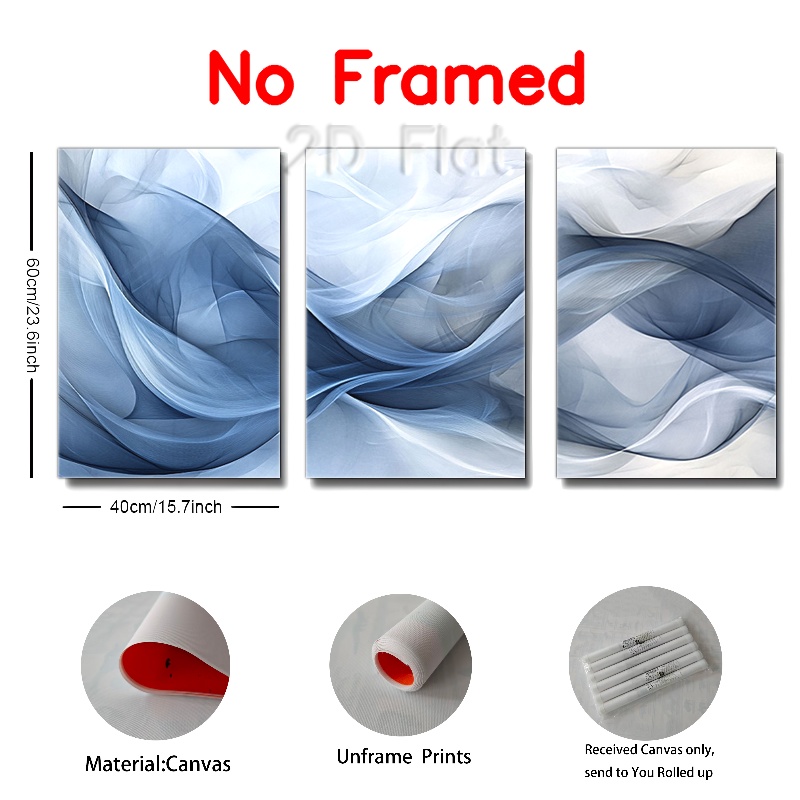 No Framed
2D Flat
60cm/23.6inch
40cm/15.7inch
Material:Canvas
Unframe Prints
Received Canvas only,
send to You Rolled up